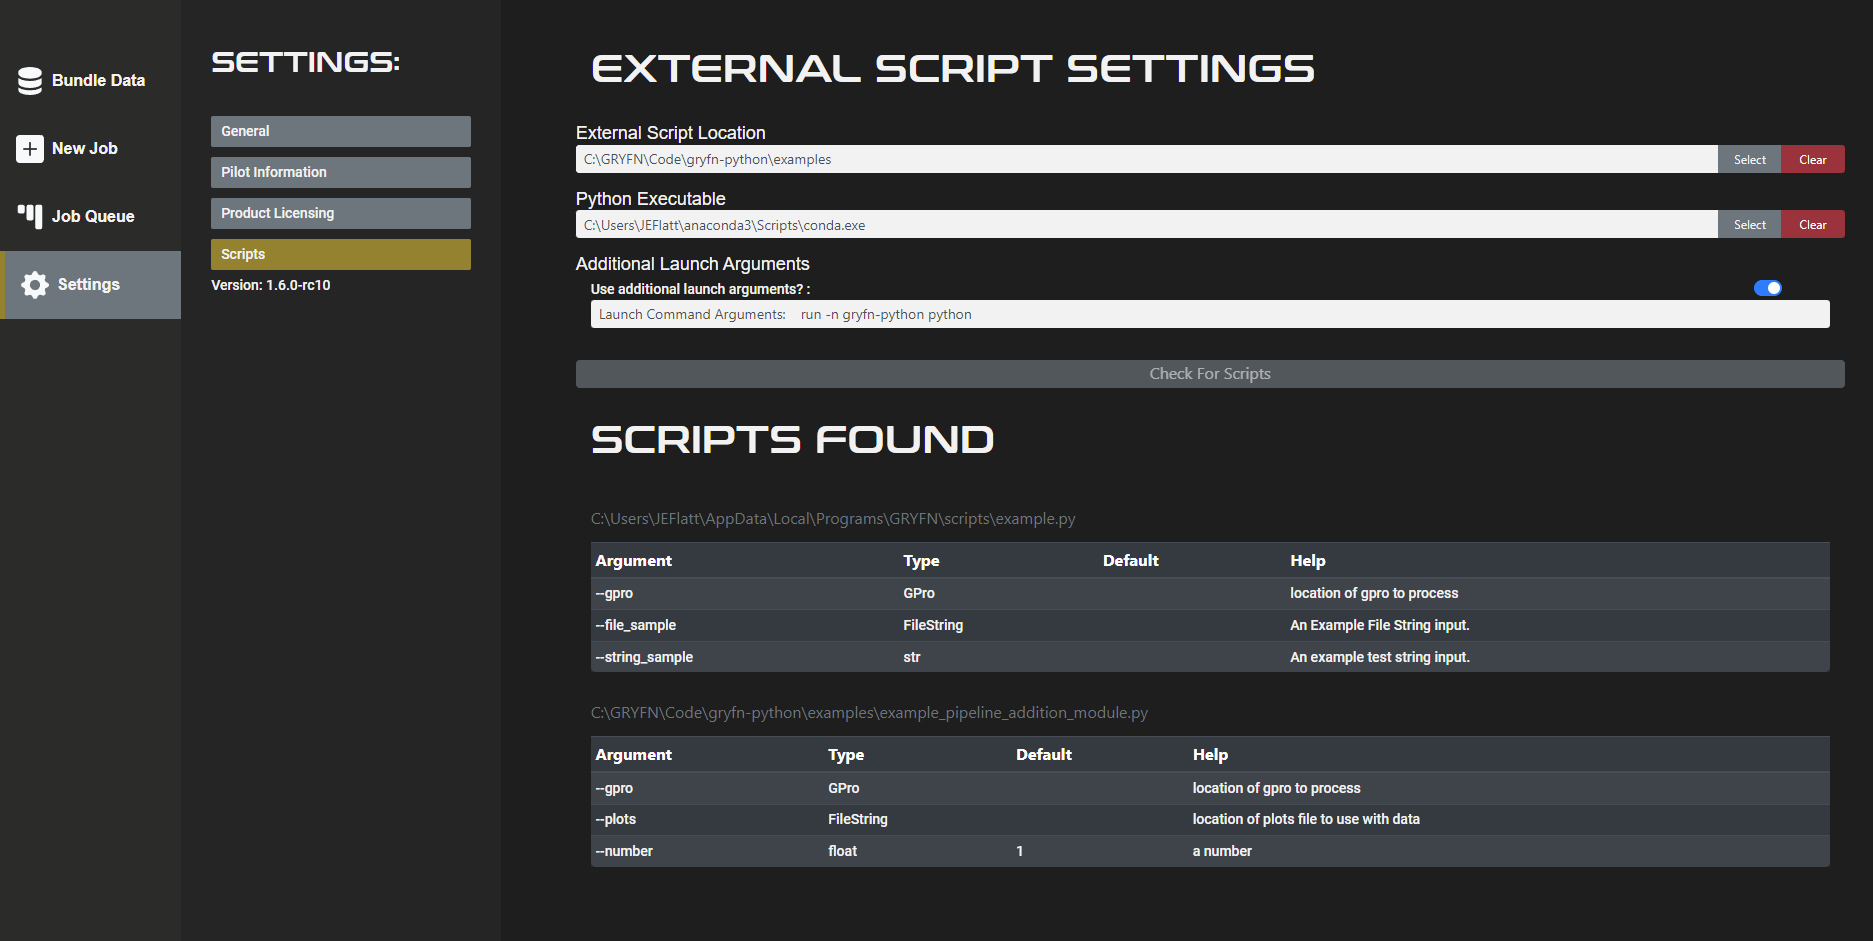 Bundle Data
New Job
Job Queue
Settings
SETTINGS:
General
Pilot Information
Product Licensing
Scripts
Version: 1.6.0-rc10
EXTERNAL SCRIPT SETTINGS
External Script Location
C:\GRYFN\Code\gryfn-python\examples Select Clear
Python Executable
C:\Users\JEFlatt\anaconda3\Scripts\conda.exe Select Clear
Additional Launch Arguments
Use additional launch arguments? :
Launch Command Arguments: run -n gryfn-python python
Check For Scripts
SCRIPTS FOUND
C:\Users\JEFlatt\AppData\Local\Programs\GRYFN\scripts\example.py
Argument Type Default Help
--gpro GPro location of gpro to process
--file_sample FileString An Example File String input.
--string_sample str An example test string input.
C:\GRYFN\Code\gryfn-python\examples\example_pipeline_addition_module.py
Argument Type Default Help
--gpro GPro location of gpro to process
--plots FileString location of plots file to use with data
--number float 1 a number